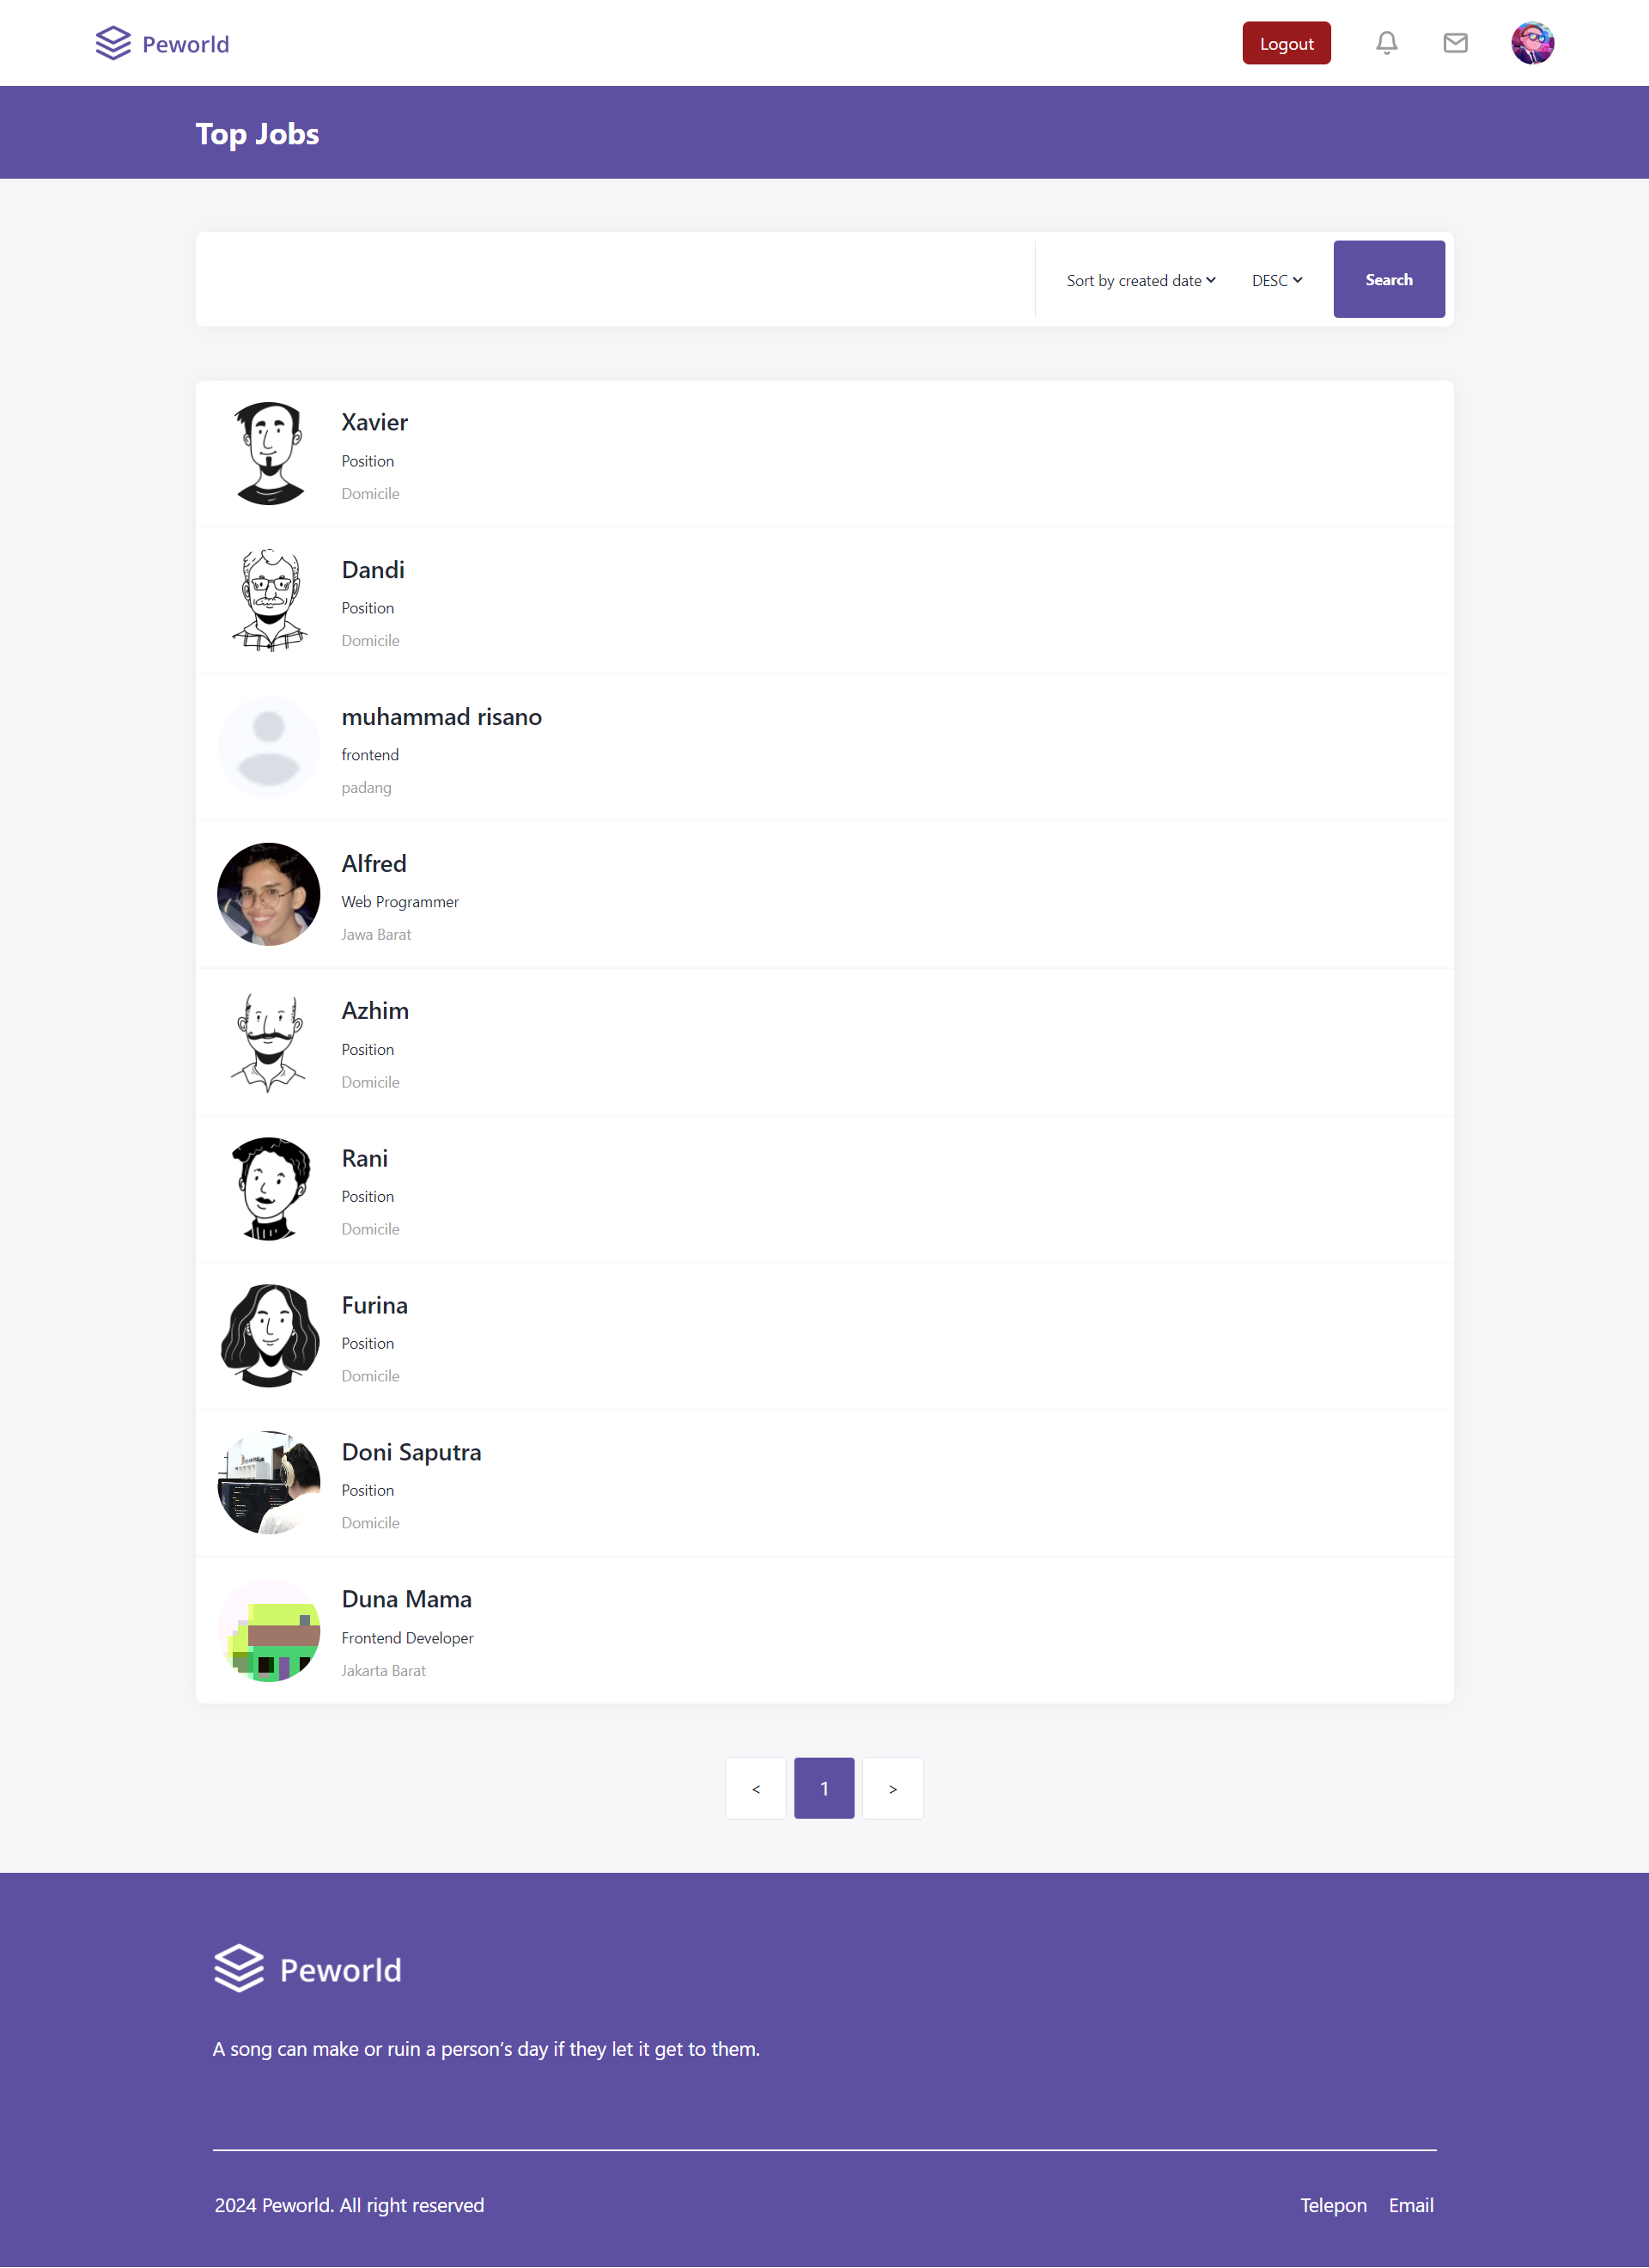 Peworld
Logout
Top Jobs
Sort by created date
DESC
Search
Xavier
Position
Domicile
Dandi
Position
Domicile
muhammad risano
frontend
padang
Alfred
Web Programmer
Jawa Barat
Azhim
Position
Domicile
Rani
Position
Domicile
Furina
Position
Domicile
Doni Saputra
Position
Domicile
Duna Mama
Frontend Developer
Jakarta Barat
< 1 >
Peworld
A song can make or ruin a person’s day if they let it get to them.
2024 Peworld. All right reserved
Telepon Email